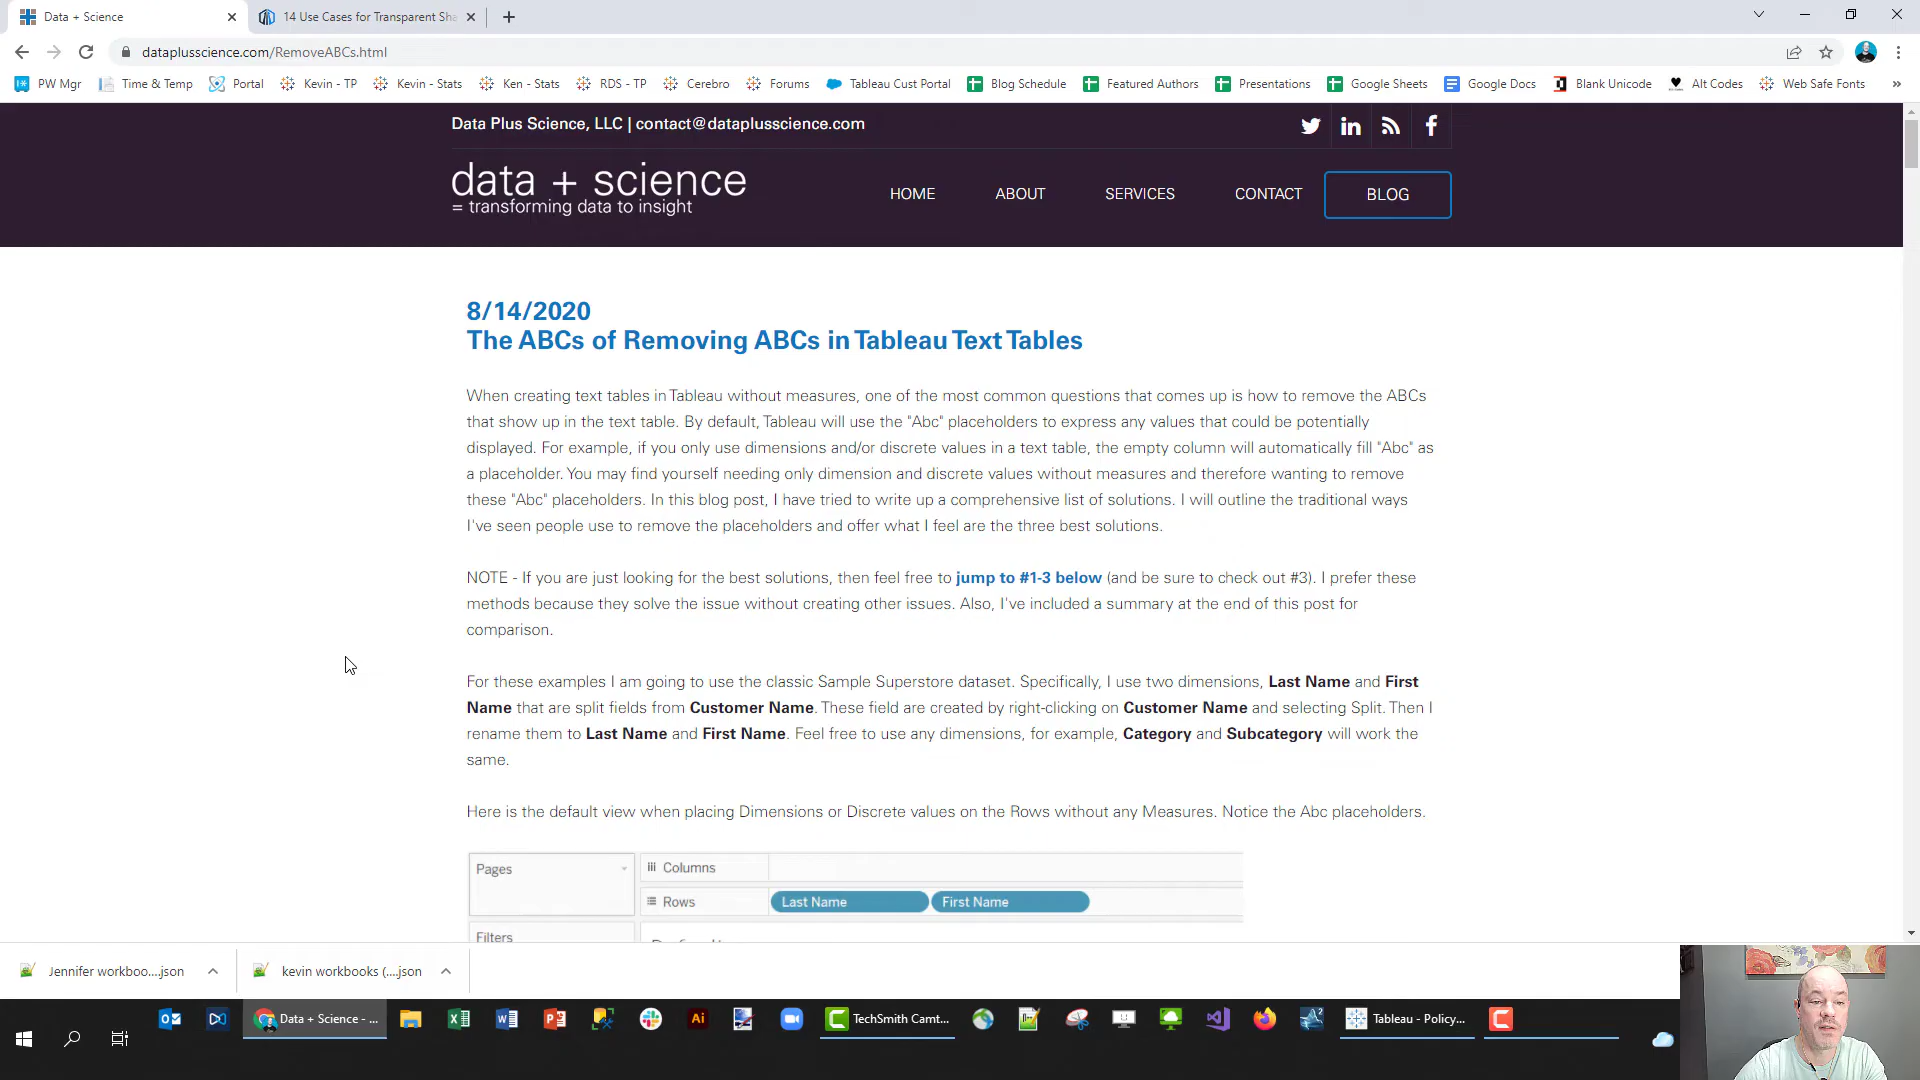 Data + Science
14 Use Cases for Transparent Sha
dataplusscience.com/RemoveABCs.html
PW Mgr Time & Temp Portal Kevin - TP Kevin - Stats Ken - Stats RDS - TP Cerebro Forums Tableau Cust Portal Blog Schedule Featured Authors Presentations Google Sheets Google Docs Blank Unicode Alt Codes Web Safe Fonts »
Data Plus Science, LLC | contact@dataplusscience.com
data + science
= transforming data to insight
HOME ABOUT SERVICES CONTACT BLOG
8/14/2020
The ABCs of Removing ABCs in Tableau Text Tables
When creating text tables in Tableau without measures, one of the most common questions that comes up is how to remove the ABCs
that show up in the text table. By default, Tableau will use the "Abc" placeholders to express any values that could be potentially
displayed. For example, if you only use dimensions and/or discrete values in a text table, the empty column will automatically fill "Abc" as
a placeholder. You may find yourself needing only dimension and discrete values without measures and therefore wanting to remove
these "Abc" placeholders. In this blog post, I have tried to write up a comprehensive list of solutions. I will outline the traditional ways
I've seen people use to remove the placeholders and offer what I feel are the three best solutions.
NOTE - If you are just looking for the best solutions, then feel free to jump to #1-3 below (and be sure to check out #3). I prefer these
methods because they solve the issue without creating other issues. Also, I've included a summary at the end of this post for
comparison.
For these examples I am going to use the classic Sample Superstore dataset. Specifically, I use two dimensions, Last Name and First
Name that are split fields from Customer Name. These field are created by right-clicking on Customer Name and selecting Split. Then I
rename them to Last Name and First Name. Feel free to use any dimensions, for example, Category and Subcategory will work the
same.
Here is the default view when placing Dimensions or Discrete values on the Rows without any Measures. Notice the Abc placeholders.
Pages
Columns
Rows Last Name First Name
Filters
Jennifer workboo....json
kevin workbooks (....json
Data + Science - ...
TechSmith Camt...
Tableau - Policy...